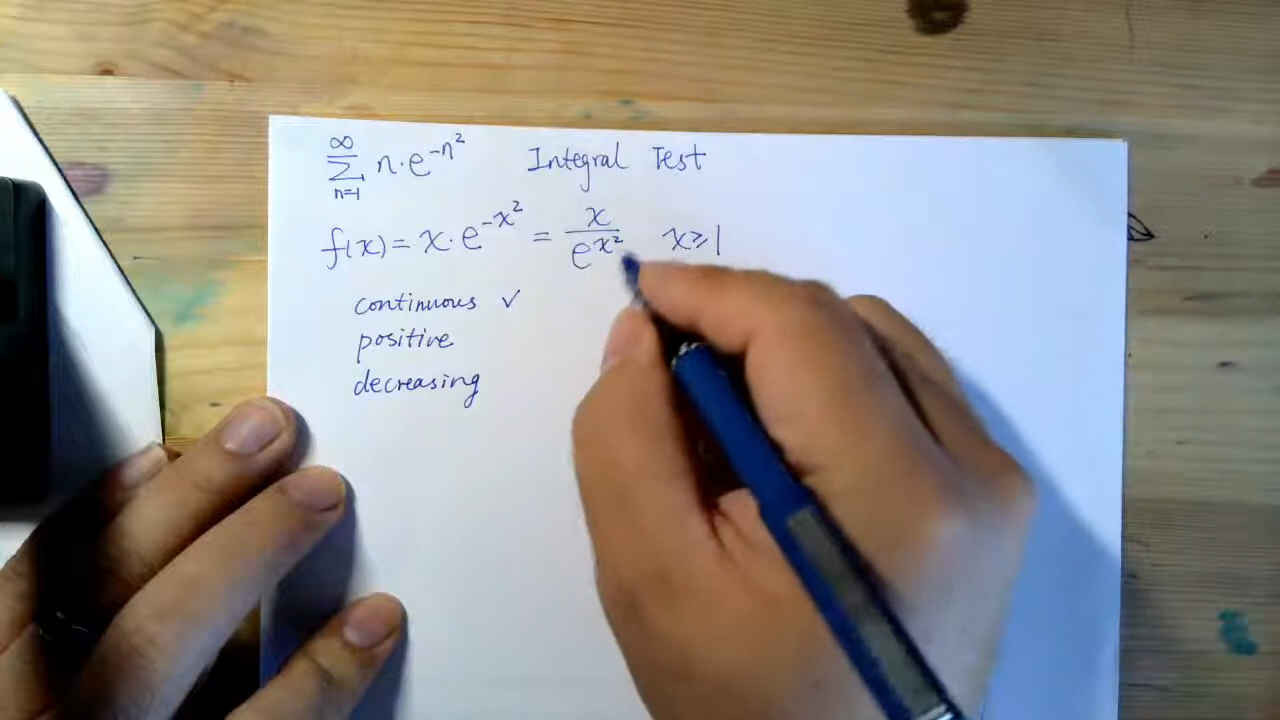 ∞∑n=1 n·e^-n² Integral Test
f(x) = x·e^-x² = x/e^x² x≥1
continuous ✓
positive
decreasing